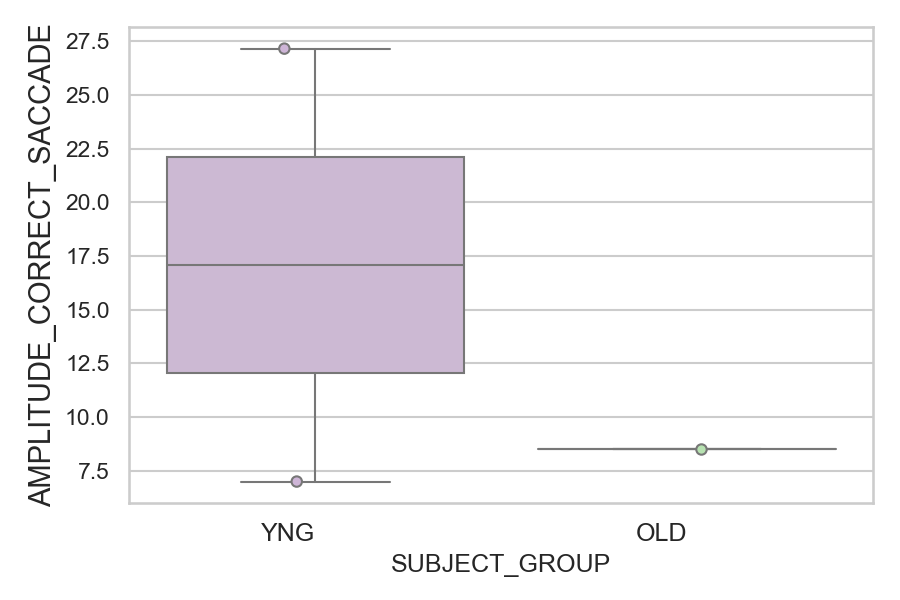 AMPLITUDE_CORRECT_SACCADE
27.5
25.0
22.5
20.0
17.5
15.0
12.5
10.0
7.5
YNG
OLD
SUBJECT_GROUP